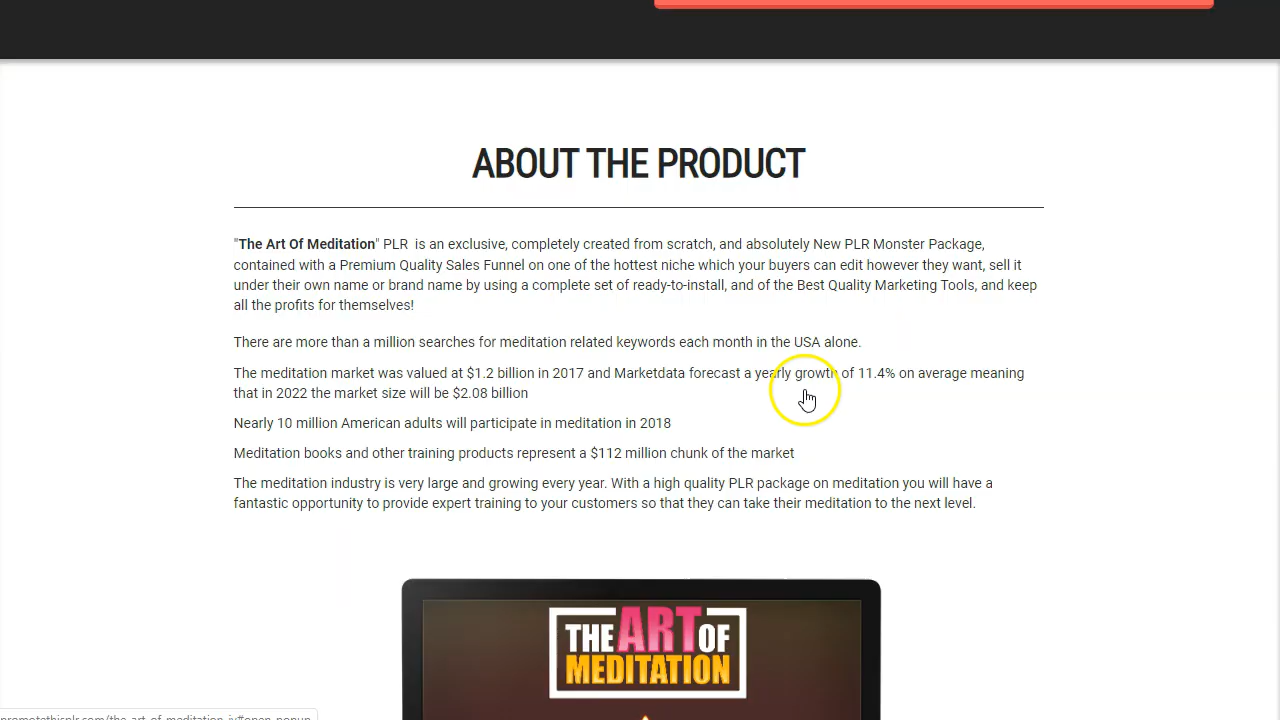 ABOUT THE PRODUCT
"The Art Of Meditation" PLR is an exclusive, completely created from scratch, and absolutely New PLR Monster Package,
contained with a Premium Quality Sales Funnel on one of the hottest niche which your buyers can edit however they want, sell it
under their own name or brand name by using a complete set of ready-to-install, and of the Best Quality Marketing Tools, and keep
all the profits for themselves!
There are more than a million searches for meditation related keywords each month in the USA alone.
The meditation market was valued at $1.2 billion in 2017 and Marketdata forecast a yearly growth of 11.4% on average meaning
that in 2022 the market size will be $2.08 billion
Nearly 10 million American adults will participate in meditation in 2018
Meditation books and other training products represent a $112 million chunk of the market
The meditation industry is very large and growing every year. With a high quality PLR package on meditation you will have a
fantastic opportunity to provide expert training to your customers so that they can take their meditation to the next level.
THE ART OF
MEDITATION